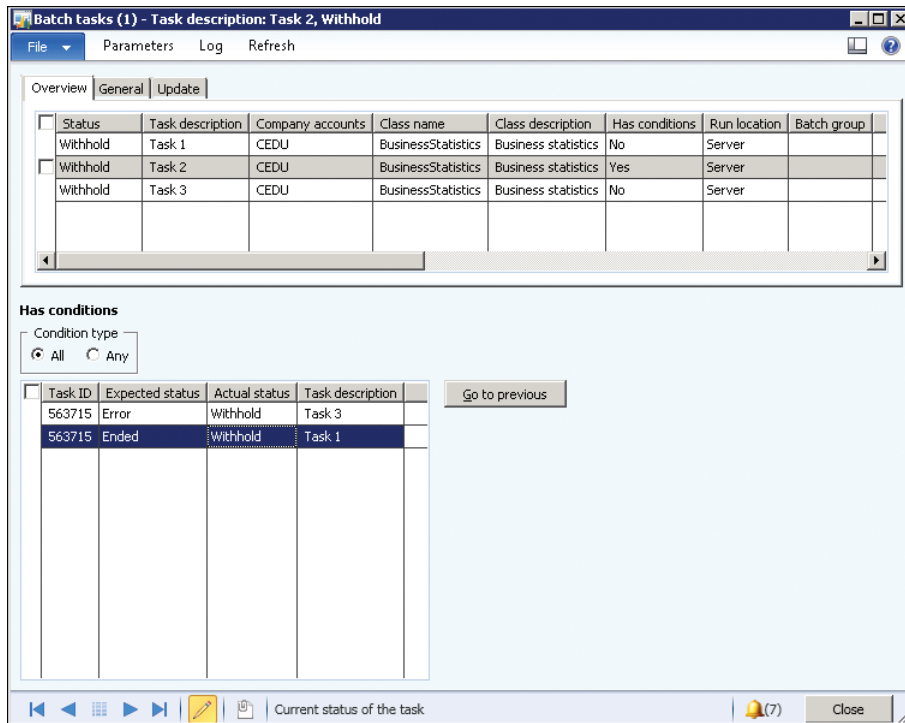 Batch tasks (1) - Task description: Task 2, Withhold
File Parameters Log Refresh
Overview General Update
Status Task description Company accounts Class name Class description Has conditions Run location Batch group
Withhold Task 1 CEDU BusinessStatistics Business statistics No Server
Withhold Task 2 CEDU BusinessStatistics Business statistics Yes Server
Withhold Task 3 CEDU BusinessStatistics Business statistics No Server
Has conditions
Condition type
All Any
Task ID Expected status Actual status Task description
Go to previous
563715 Error Withhold Task 3
563715 Ended Withhold Task 1
Current status of the task (7) Close